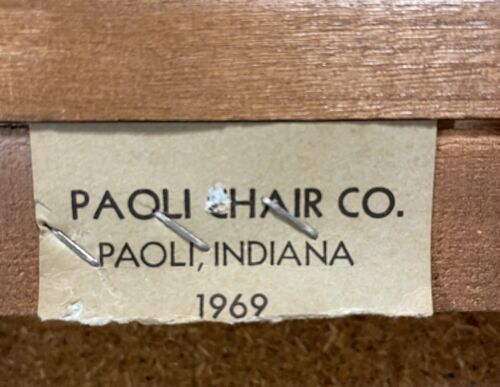 PAOLI CHAIR CO.
PAOLI, INDIANA
1969